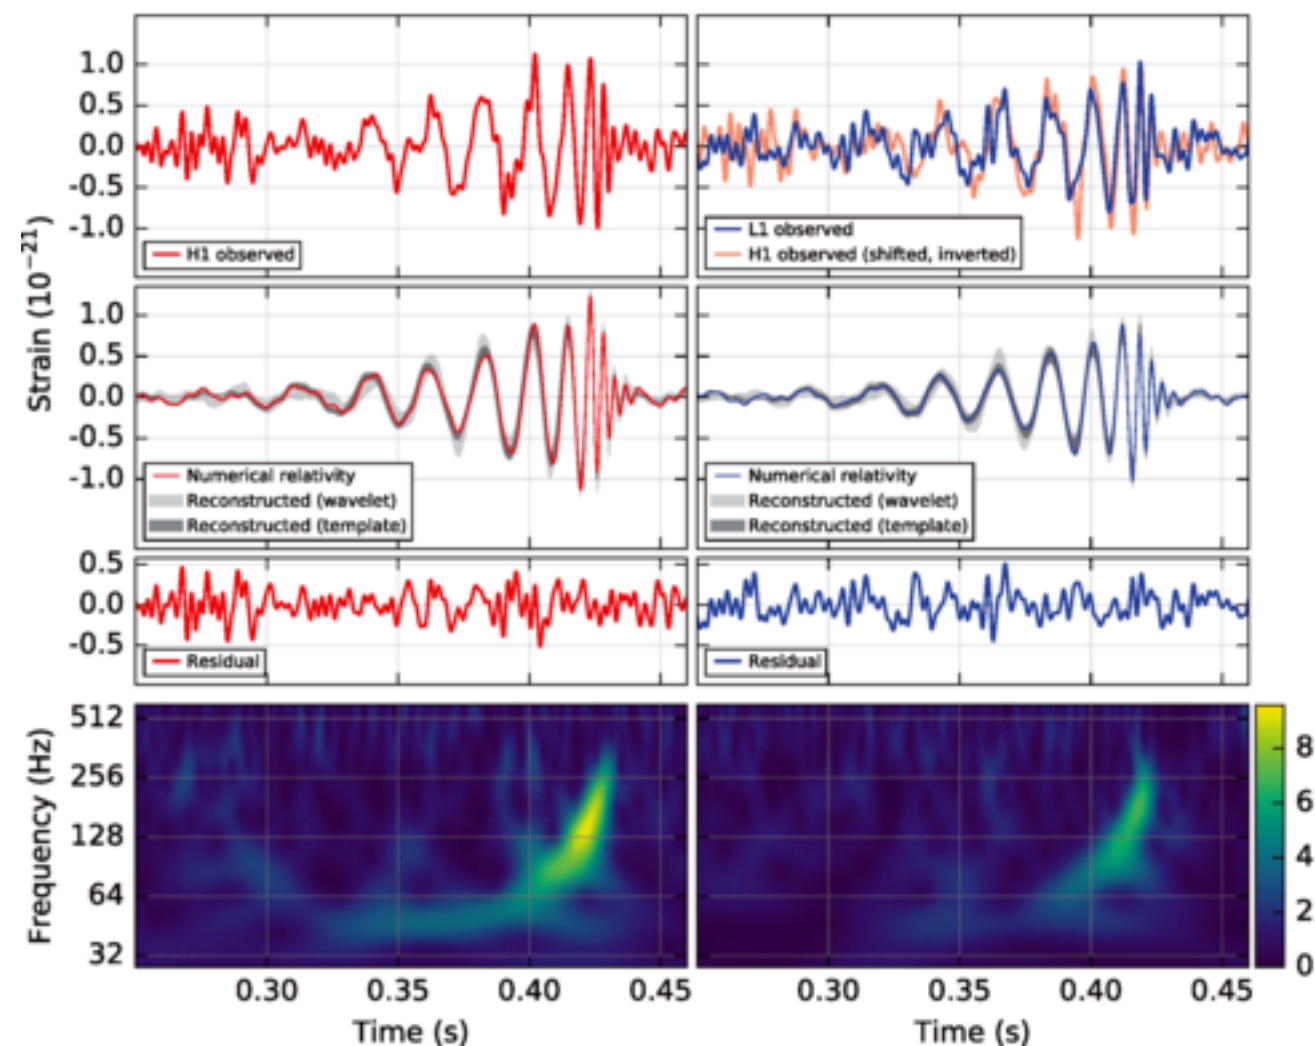 1.0
0.5
0.0
-0.5
-1.0
H1 observed
L1 observed
H1 observed (shifted, inverted)
Strain (10⁻²¹)
1.0
0.5
0.0
-0.5
-1.0
Numerical relativity
Reconstructed (wavelet)
Reconstructed (template)
Numerical relativity
Reconstructed (wavelet)
Reconstructed (template)
0.5
0.0
-0.5
Residual
Residual
Frequency (Hz)
512
256
128
64
32
8
6
4
2
0
0.30 0.35 0.40 0.45 0.30 0.35 0.40 0.45
Time (s) Time (s)